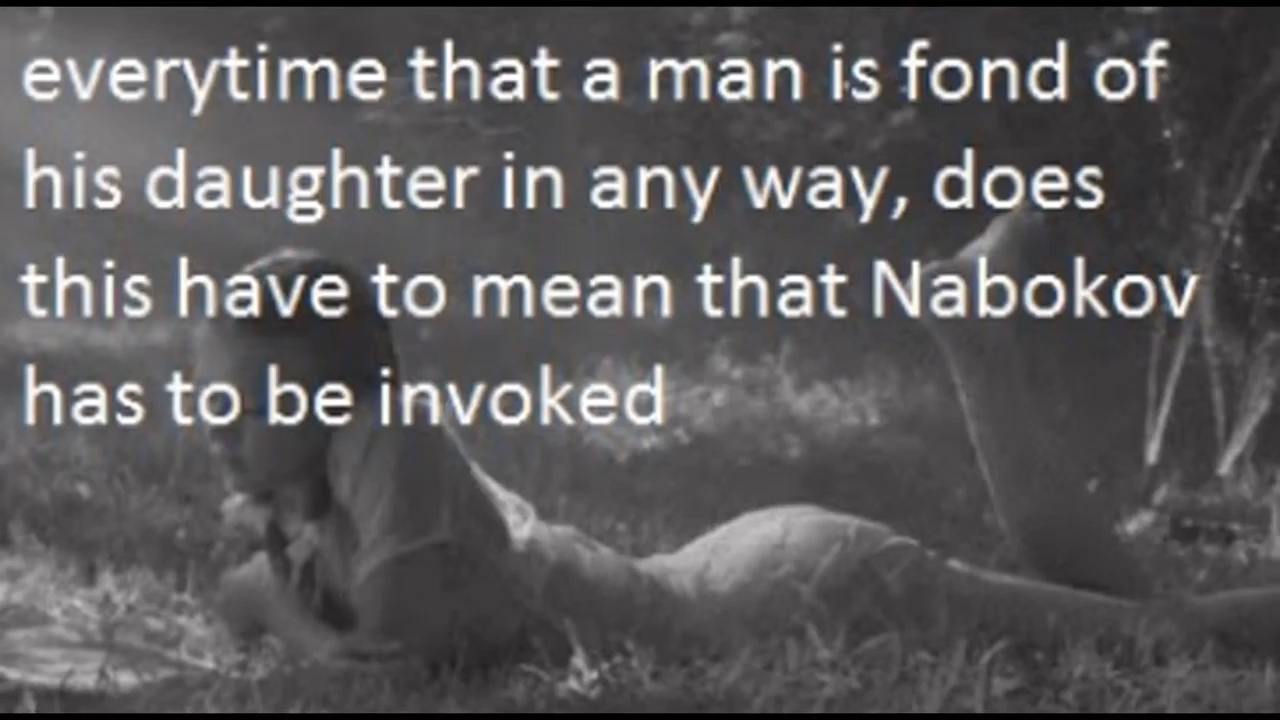 everytime that a man is fond of
his daughter in any way, does
this have to mean that Nabokov
has to be invoked